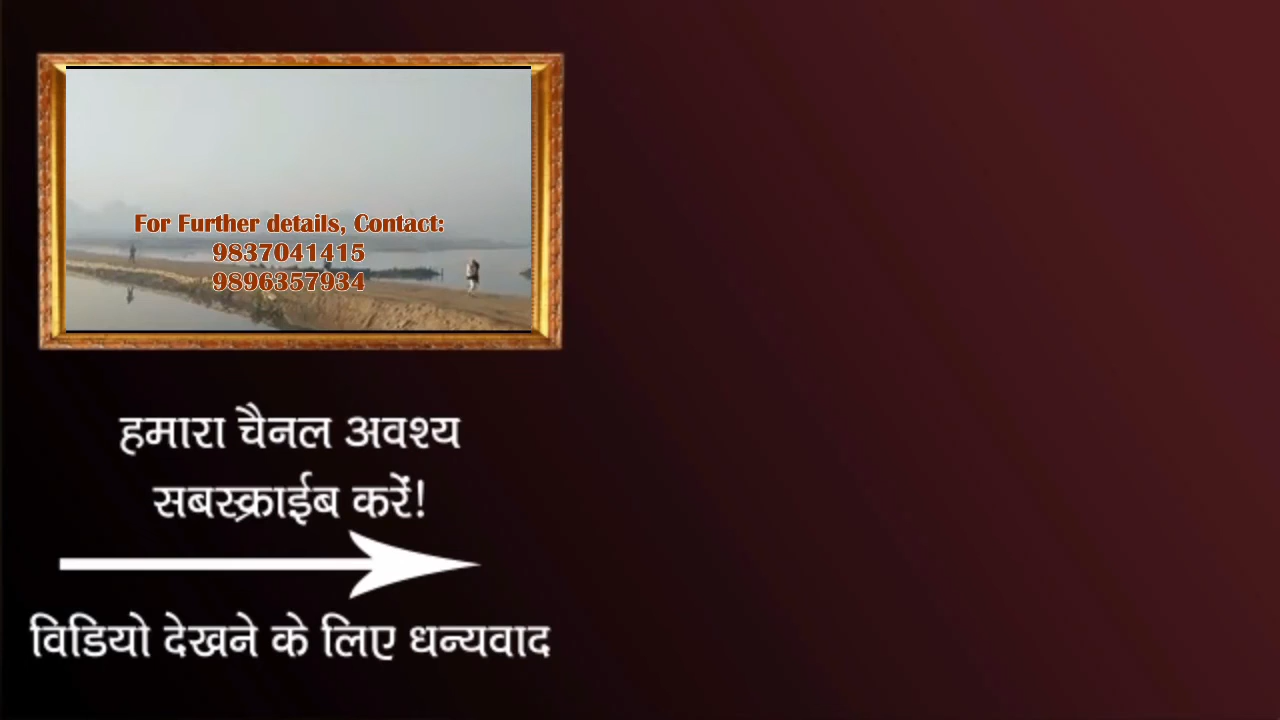 For Further details, Contact:
9837041415
9896357934
हमारा चैनल अवश्य
सबस्क्राईब करें!
विडियो देखने के लिए धन्यवाद